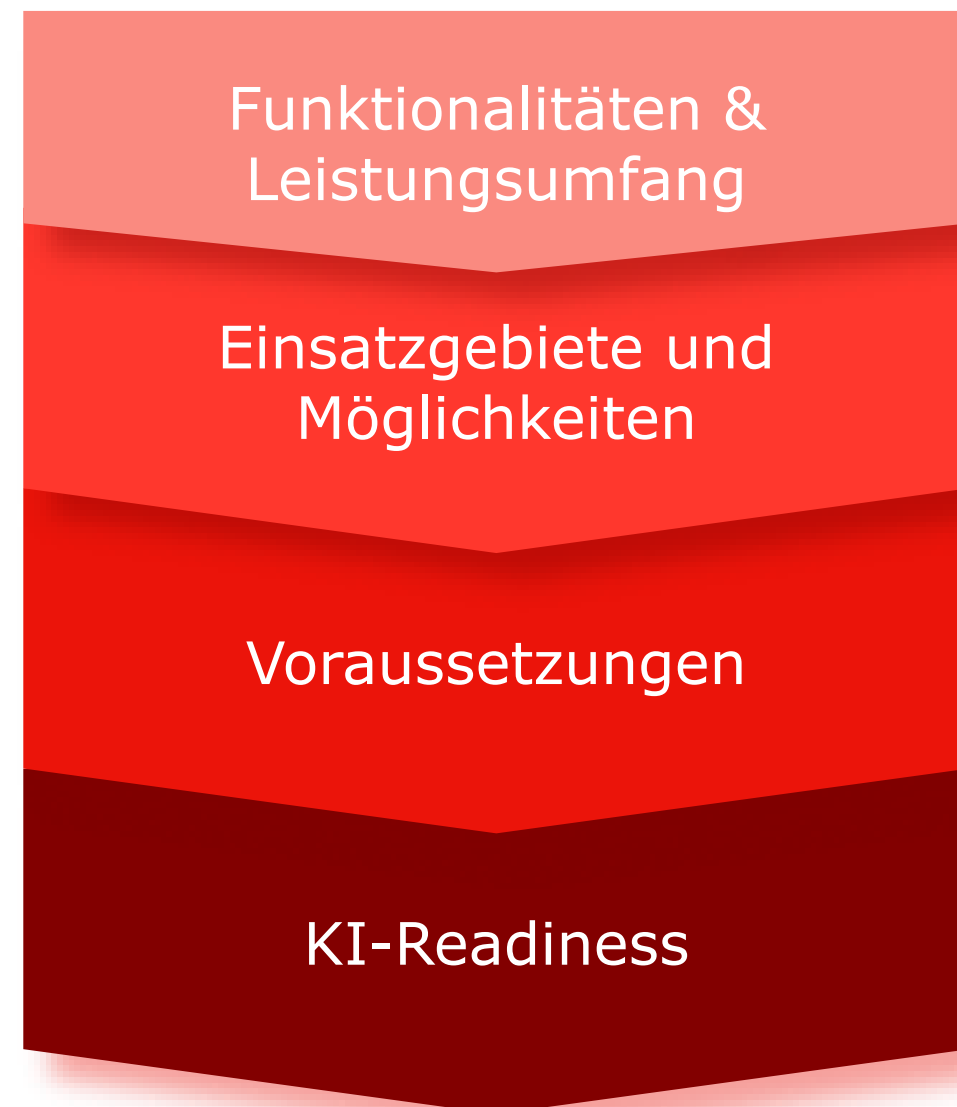 Funktionalitäten &
Leistungsumfang
Einsatzgebiete und
Möglichkeiten
Voraussetzungen
KI-Readiness